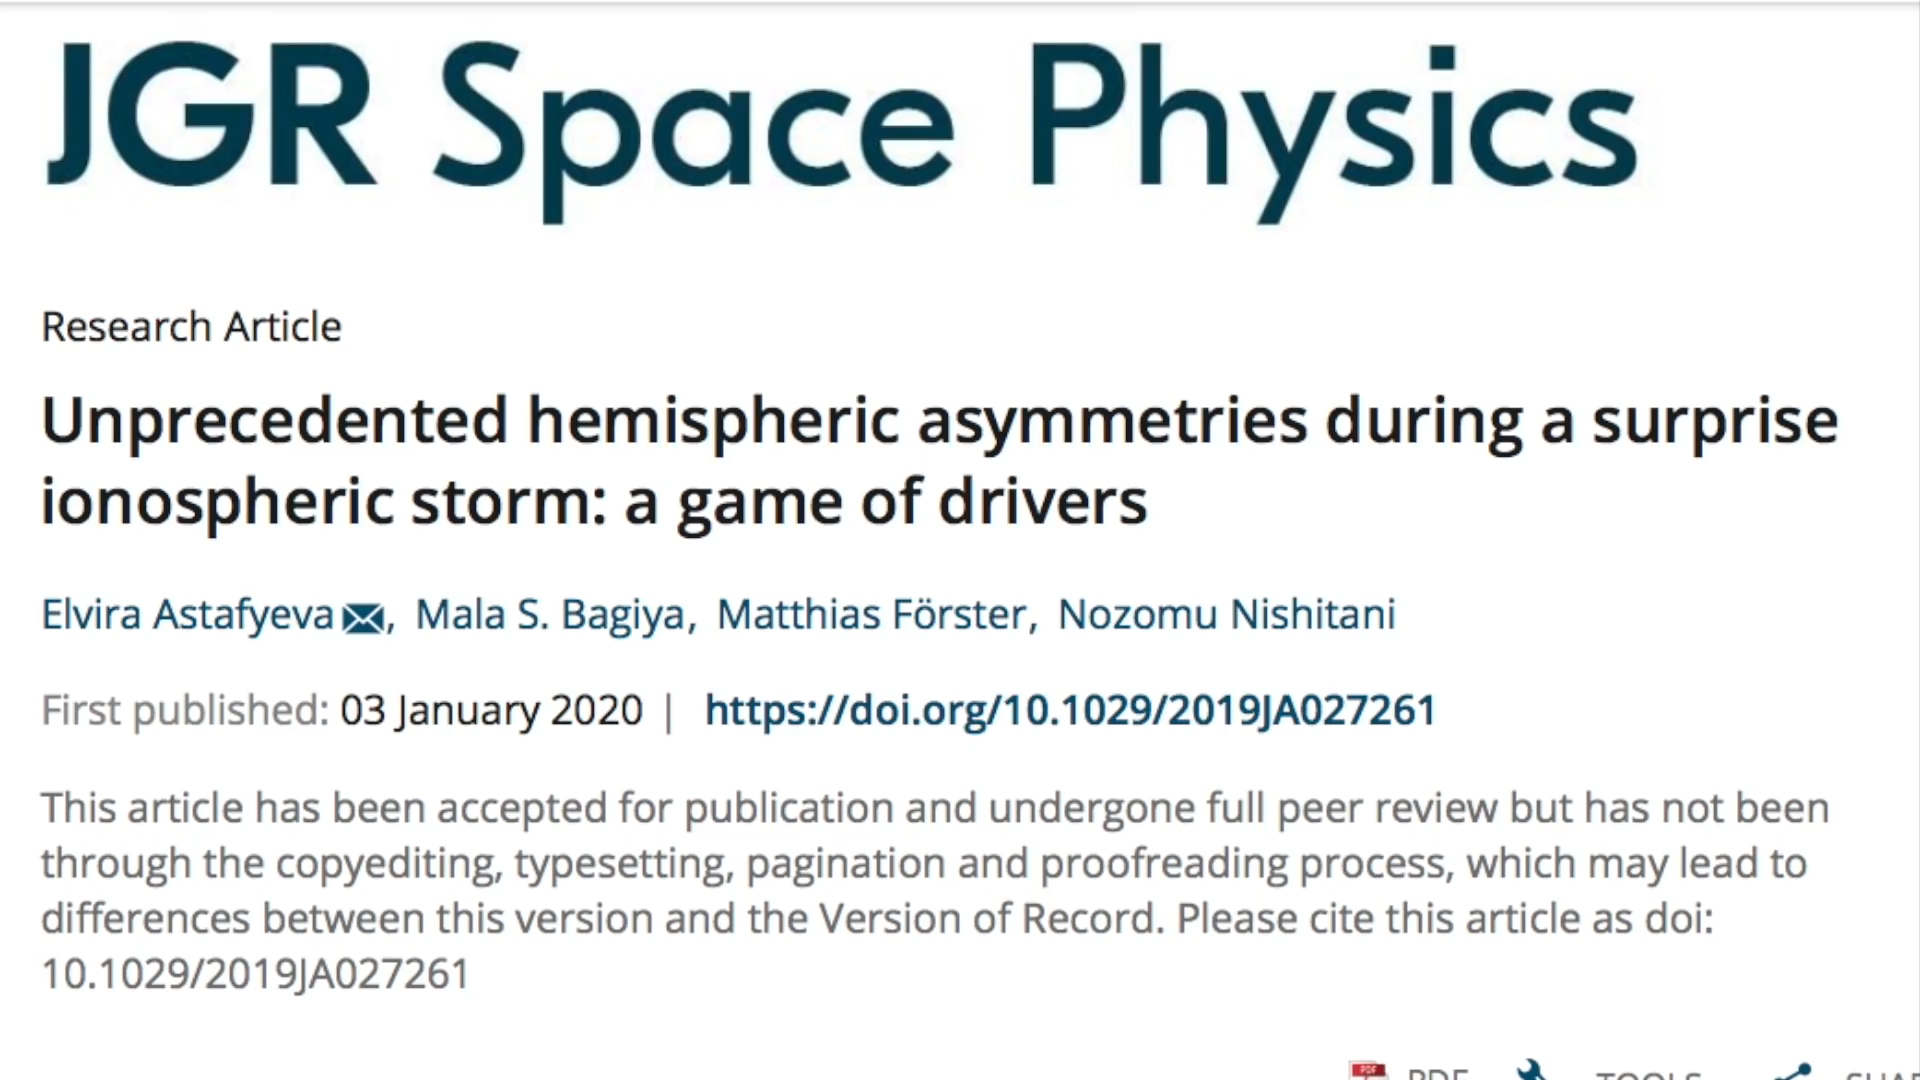 JGR Space Physics
Research Article
Unprecedented hemispheric asymmetries during a surprise
ionospheric storm: a game of drivers
Elvira Astafyeva, Mala S. Bagiya, Matthias Förster, Nozomu Nishitani
First published: 03 January 2020 | https://doi.org/10.1029/2019JA027261
This article has been accepted for publication and undergone full peer review but has not been
through the copyediting, typesetting, pagination and proofreading process, which may lead to
differences between this version and the Version of Record. Please cite this article as doi:
10.1029/2019JA027261
PDF PDF TOOLS